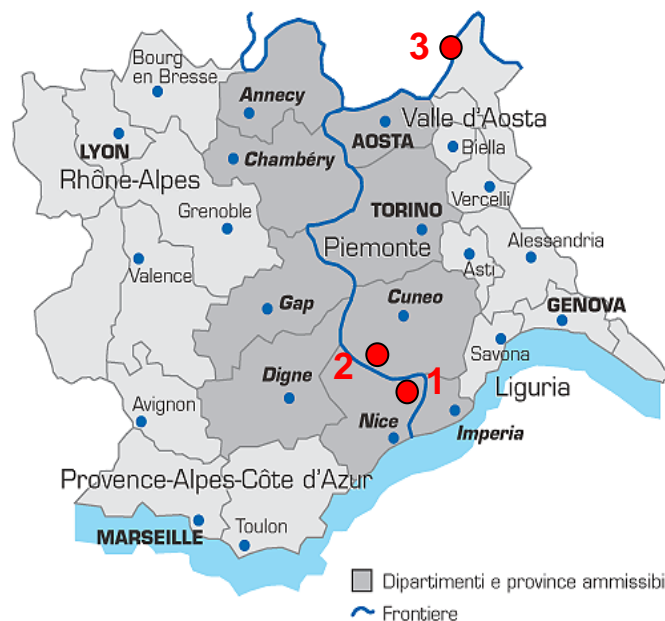 3
Bourg
en Bresse
Annecy
Valle d'Aosta
AOSTA
LYON
Biella
Chambéry
Rhône-Alpes
Vercelli
Grenoble
TORINO
Piemonte
Alessandria
Valence
Asti
Gap
Cuneo
GENOVA
2
Savona
Digne
1
Liguria
Avignon
Nice
Imperia
Provence-Alpes-Côte d'Azur
MARSEILLE
Toulon
Dipartimenti e province ammissibi
Frontiere